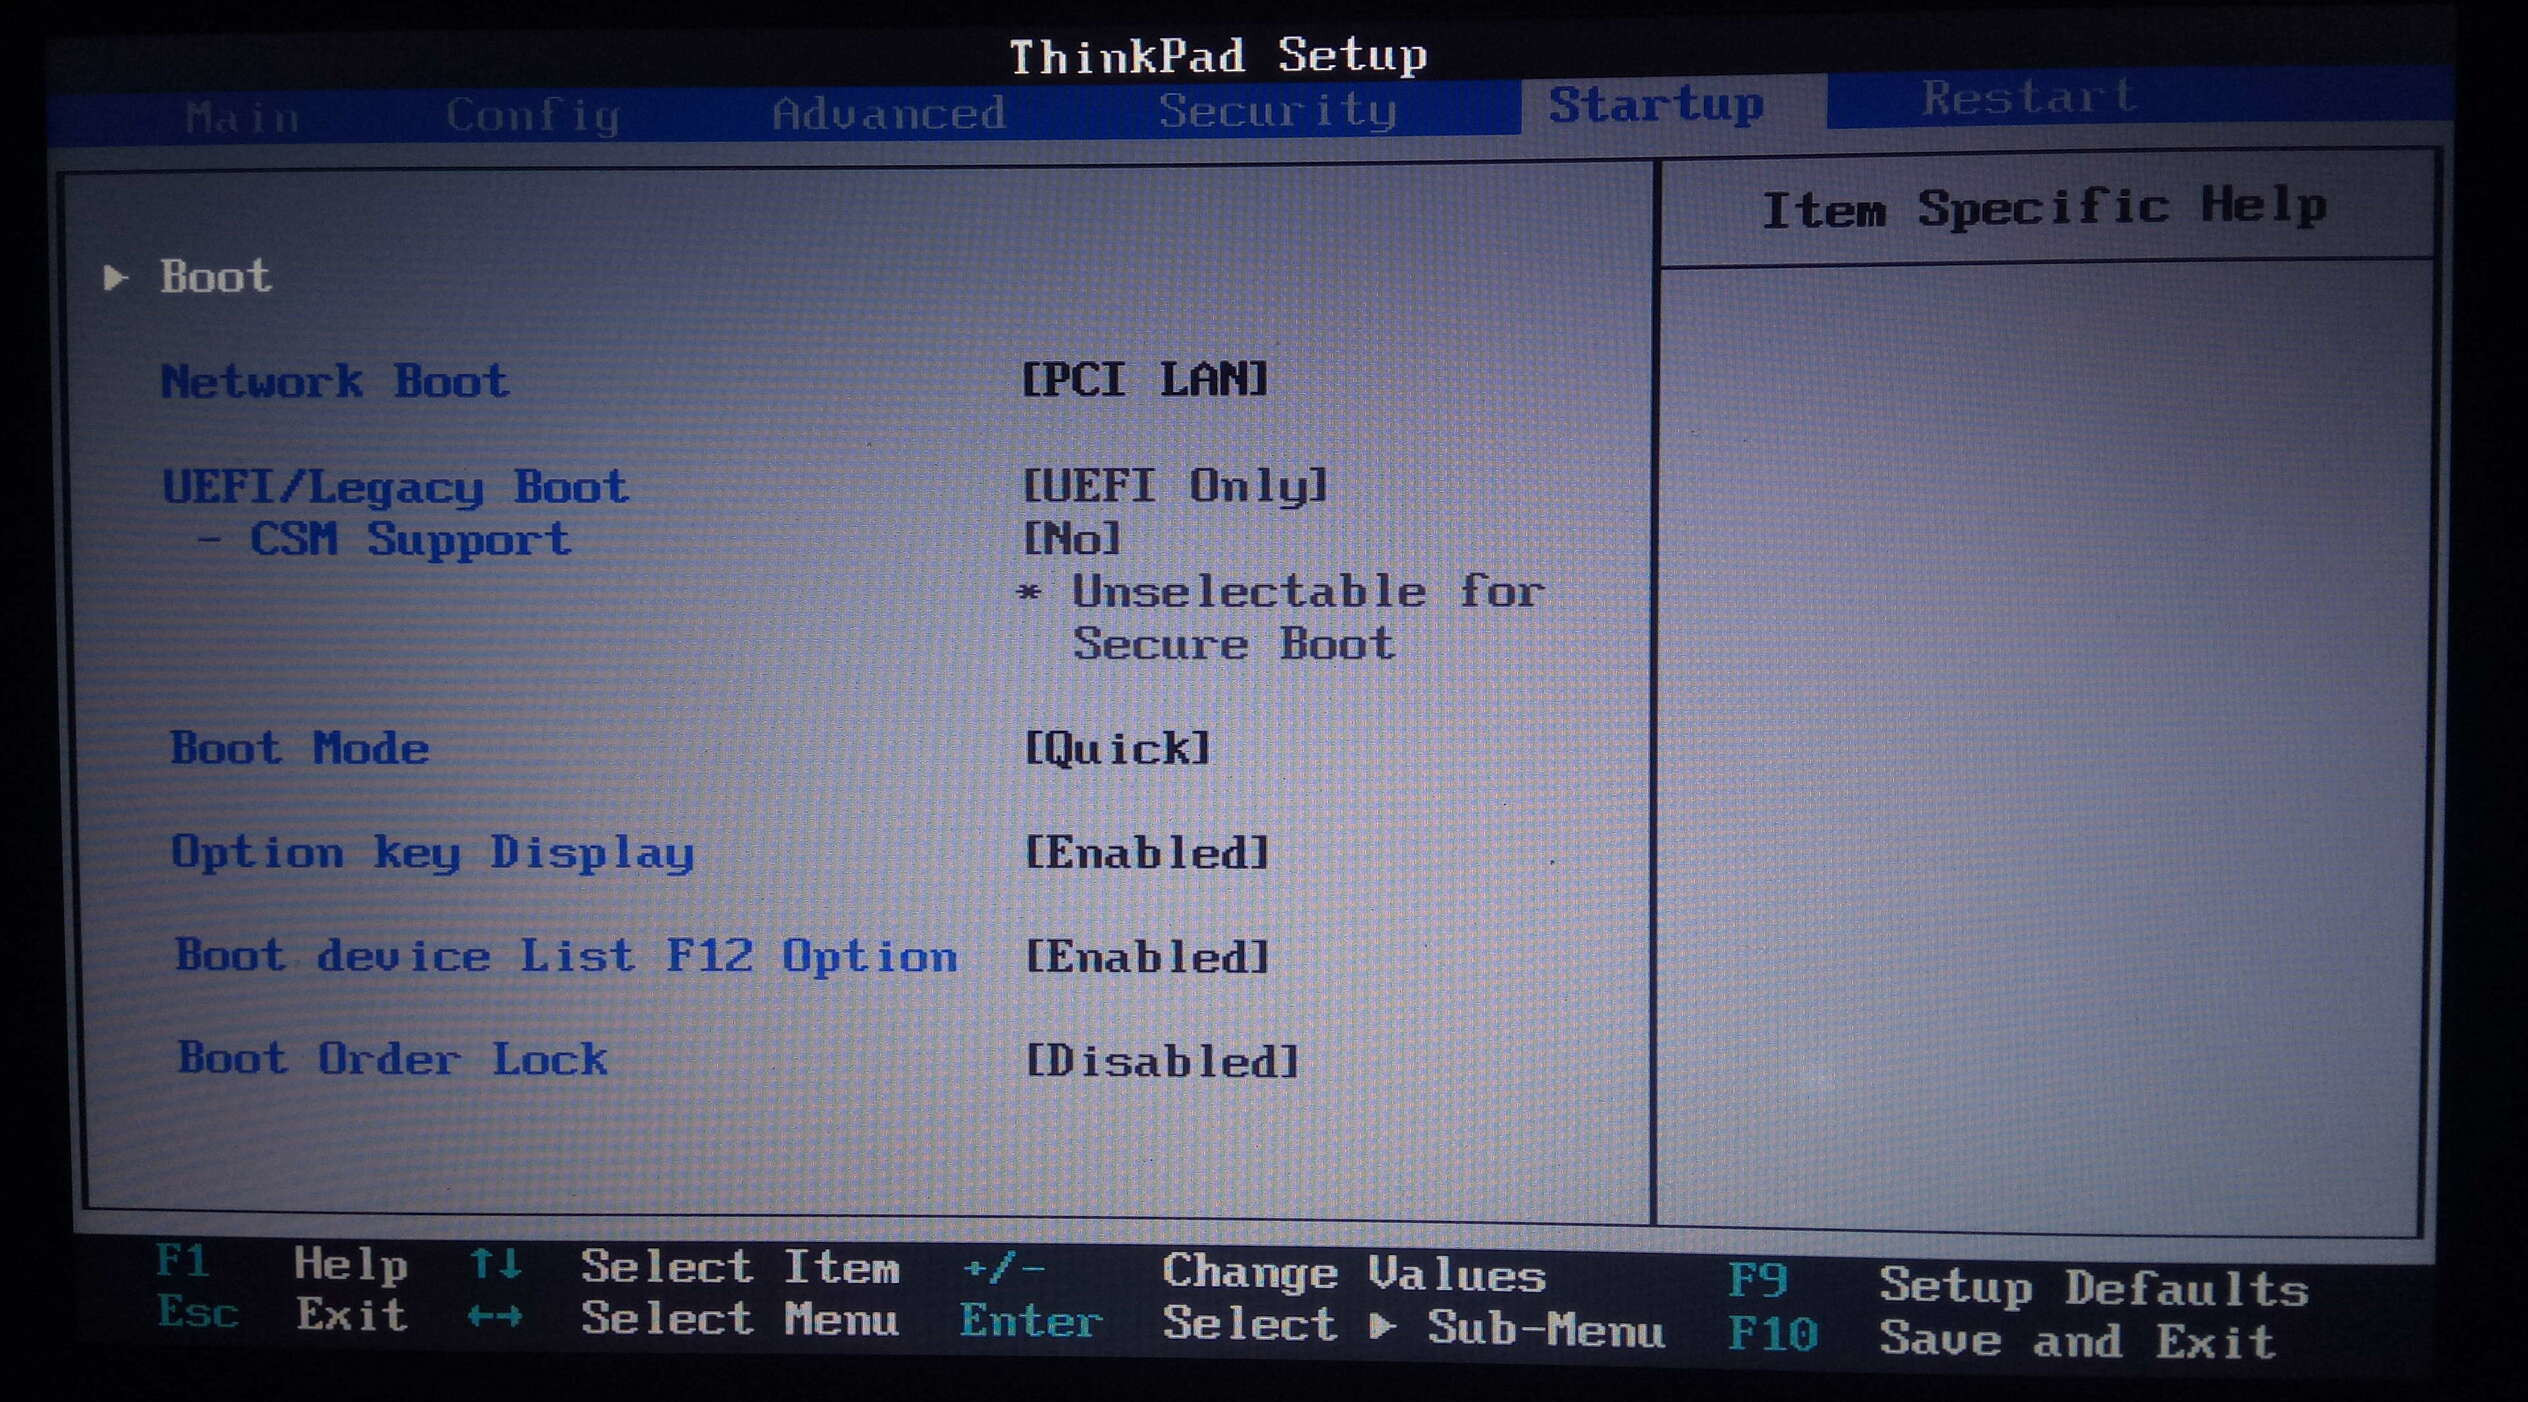 ThinkPad Setup
Main Config Advanced Security Startup Restart
Item Specific Help
▶ Boot
Network Boot [PCI LAN]
UEFI/Legacy Boot [UEFI Only]
- CSM Support [No]
* Unselectable for
Secure Boot
Boot Mode [Quick]
Option key Display [Enabled]
Boot device List F12 Option [Enabled]
Boot Order Lock [Disabled]
F1 Help ↑↓ Select Item +/- Change Values F9 Setup Defaults
Esc Exit ←→ Select Menu Enter Select ▶ Sub-Menu F10 Save and Exit